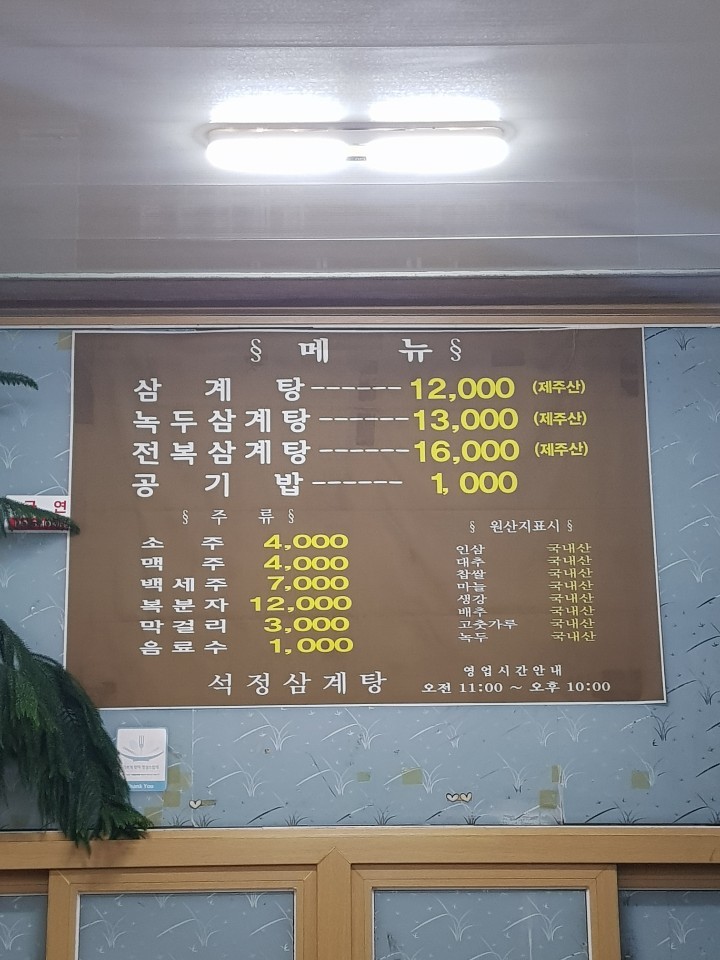 § 메 뉴 §
삼 계 탕 ------ 12,000 (제주산)
녹두삼계탕 ------ 13,000 (제주산)
전복삼계탕 ------ 16,000 (제주산)
공 기 밥 ------ 1,000
§ 주 류 §
소 주 4,000
맥 주 4,000
백세주 7,000
복분자 12,000
막걸리 3,000
음료수 1,000
§ 원산지표시 §
인삼 국내산
대추 국내산
찹쌀 국내산
마늘 국내산
생강 국내산
배추 국내산
고춧가루 국내산
녹두 국내산
석정삼계탕
영업시간안내
오전 11:00 ~ 오후 10:00
연
Thank You